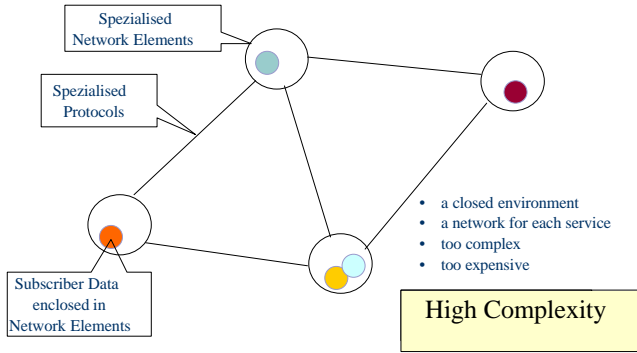 Spezialised
Network Elements
Spezialised
Protocols
• a closed environment
• a network for each service
• too complex
• too expensive
Subscriber Data
enclosed in
Network Elements
High Complexity